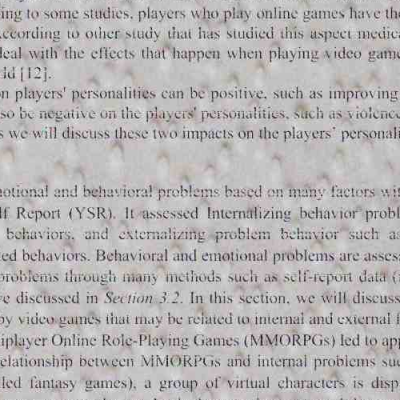 ing to some studies, players who play online games have the
According to other study that has studied this aspect medica
deal with the effects that happen when playing video game
ld [12].
n players' personalities can be positive, such as improving
so be negative on the players' personalities, such as violence
s we will discuss these two impacts on the players' personali
otional and behavioral problems based on many factors wi
lf Report (YSR). It assessed Internalizing behavior probl
behaviors, and externalizing problem behavior such as
ed behaviors. Behavioral and emotional problems are assess
problems through many methods such as self-report data (
e discussed in Section 3.2. In this section, we will discuss
by video games that may be related to internal and external f
iplayer Online Role-Playing Games (MMORPGs) led to app
elationship between MMORPGs and internal problems suc
led fantasy games), a group of virtual characters is disp